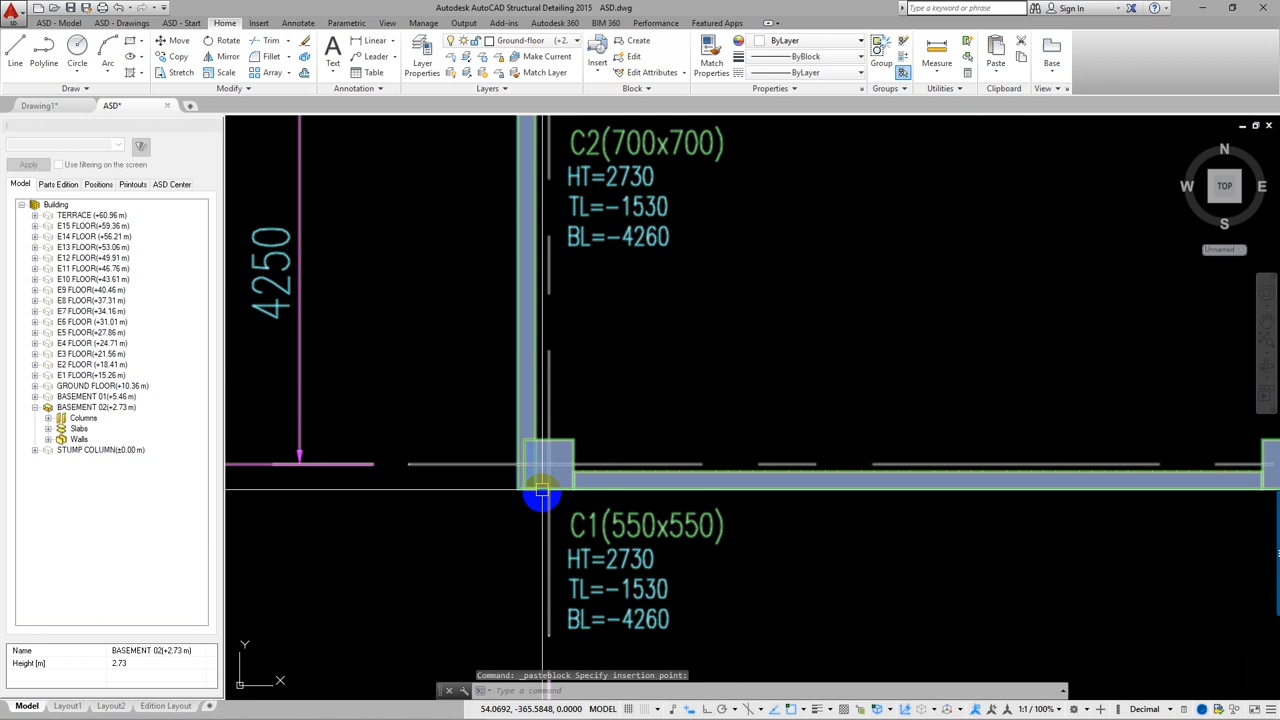 Autodesk AutoCAD Structural Detailing 2015   ASD.dwg
Type a keyword or phrase
Sign In
ASD - Model
ASD - Drawings
ASD - Start
Home
Insert
Annotate
Parametric
View
Manage
Output
Add-ins
Autodesk 360
BIM 360
Performance
Featured Apps
Line
Polyline
Circle
Arc
Move
Rotate
Trim
Copy
Mirror
Fillet
Stretch
Scale
Array
Text
Linear
Leader
Table
Layer
Properties
Ground-floor
(+2.
Make Current
Match Layer
Insert
Create
Edit
Edit Attributes
Match
Properties
ByLayer
ByBlock
ByLayer
Group
Measure
Paste
Base
Draw
Modify
Annotation
Layers
Block
Properties
Groups
Utilities
Clipboard
View
Drawing1*
ASD*
Apply
Use filtering on the screen
Model
Parts Edition
Positions
Printouts
ASD Center
Building
TERRACE (+60.96 m)
E15 FLOOR(+59.36 m)
E14 FLOOR (+56.21 m)
E13 FLOOR(+53.06 m)
E12 FLOOR(+49.91 m)
E11 FLOOR(+46.76 m)
E10 FLOOR(+43.61 m)
E9 FLOOR(+40.46 m)
E8 FLOOR(+37.31 m)
E7 FLOOR(+34.16 m)
E6 FLOOR (+31.01 m)
E5 FLOOR(+27.86 m)
E4 FLOOR (+24.71 m)
E3 FLOOR(+21.56 m)
E2 FLOOR (+18.41 m)
E1 FLOOR(+15.26 m)
GROUND FLOOR(+10.36 m)
BASEMENT 01(+5.46 m)
BASEMENT 02(+2.73 m)
Columns
Slabs
Walls
STUMP COLUMN(±0.00 m)
Name
BASEMENT 02(+2.73 m)
Height [m]
2.73
C2(700x700)
HT=2730
TL=-1530
BL=-4260
4250
C1(550x550)
HT=2730
TL=-1530
BL=-4260
N
W
TOP
E
S
Unnamed
Y
X
Command: _pasteblock Specify insertion point:
Type a command
Model
Layout1
Layout2
Edition Layout
54.0692, -365.5848, 0.0000
MODEL
1:1 / 100%
Decimal